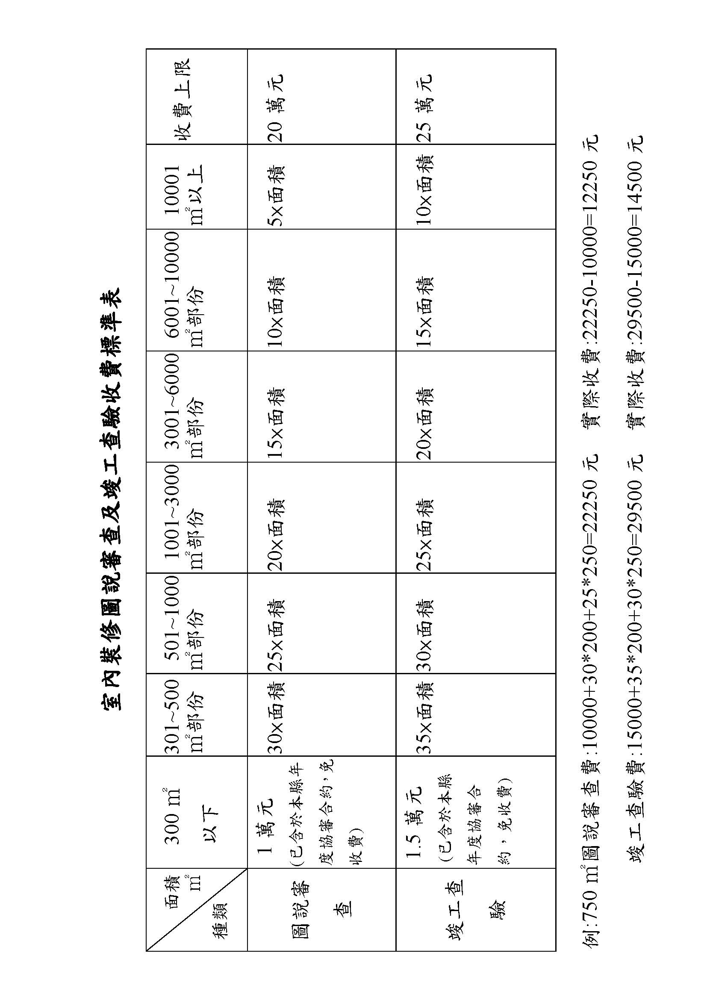 室內裝修圖說審查及竣工查驗收費標準表
面積
㎡
種類
300 ㎡
以下
301~500
㎡部份
501~1000
㎡部份
1001~3000
㎡部份
3001~6000
㎡部份
6001~10000
㎡部份
10001
㎡以上
收費上限
圖說審
查
1 萬元
(已含於本縣年
度協審合約,免
收費)
30×面積
25×面積
20×面積
15×面積
10×面積
5×面積
20 萬元
竣工查
驗
1.5 萬元
(已含於本縣
年度協審合
約,免收費)
35×面積
30×面積
25×面積
20×面積
15×面積
10×面積
25 萬元
例:750 ㎡圖說審查費:10000+30*200+25*250=22250 元 實際收費:22250-10000=12250 元
竣工查驗費:15000+35*200+30*250=29500 元 實際收費:29500-15000=14500 元